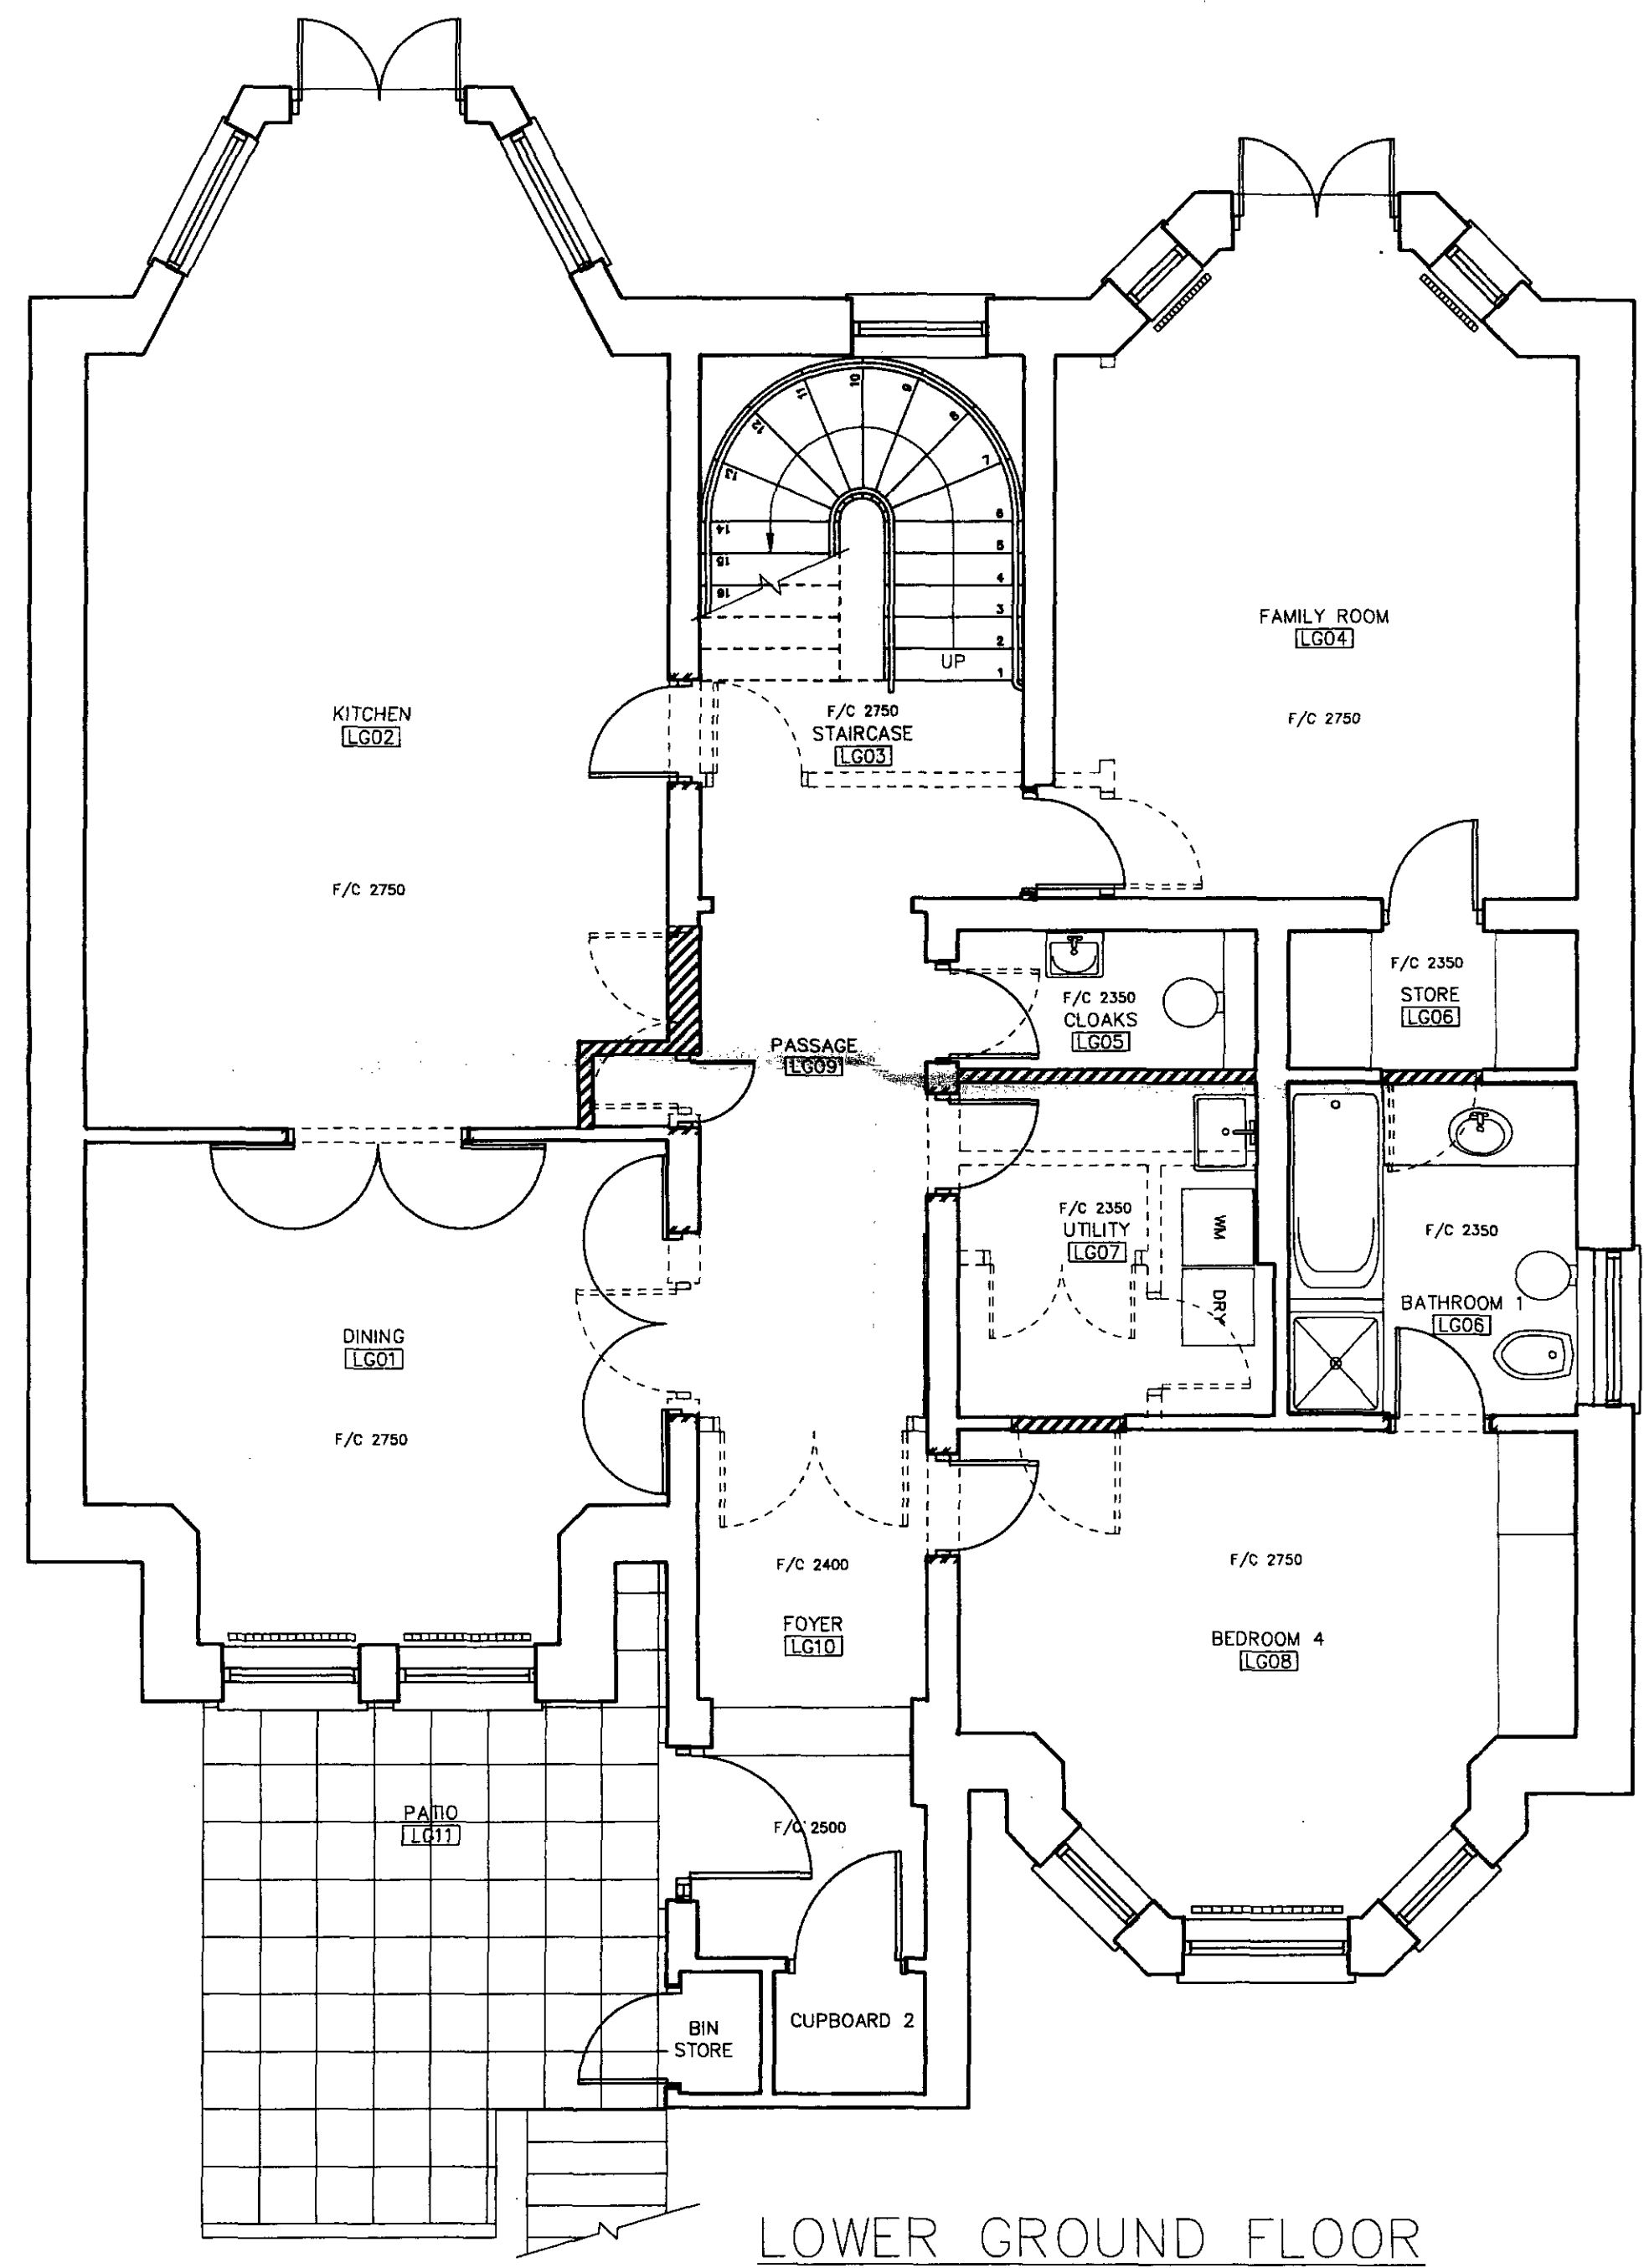 10
11
9
12
8
13
7
14
6
15
5
16
4
3
2
1
UP
FAMILY ROOM
LG04
F/C 2750
KITCHEN
LG02
F/C 2750
STAIRCASE
LG03
F/C 2750
F/C 2350
STORE
LG06
F/C 2350
CLOAKS
LG05
PASSAGE
LG09
F/C 2350
UTILITY
LG07
WM
DRY
F/C 2350
BATHROOM 1
LG06
DINING
LG01
F/C 2750
F/C 2750
BEDROOM 4
LG08
F/C 2400
FOYER
LG10
PATIO
LG11
F/C 2500
BIN
STORE
CUPBOARD 2
LOWER GROUND FLOOR